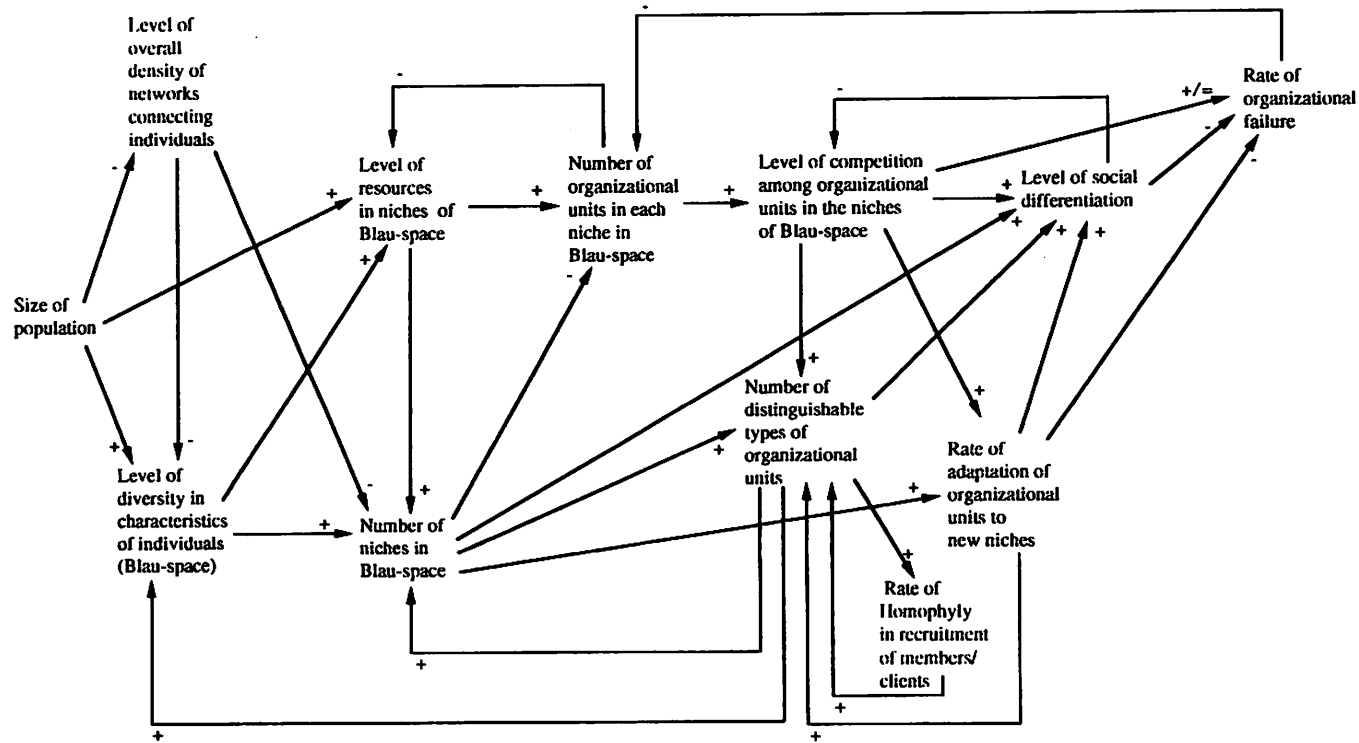 Level of
overall
density of
networks
connecting
individuals
Size of
population
Level of
diversity in
characteristics
of individuals
(Blau-space)
Level of
resources
in niches of
Blau-space
Number of
niches in
Blau-space
Number of
organizational
units in each
niche in
Blau-space
Level of competition
among organizational
units in the niches
of Blau-space
Number of
distinguishable
types of
organizational
units
Rate of
Homophyly
in recruitment
of members/
clients
Rate of
adaptation of
organizational
units to
new niches
Level of social
differentiation
Rate of
organizational
failure
-
-
-
+/=
-
-
-
+
+
+
+
+
+
+
+
-
+
+
+
-
-
+
+
+
+
+
+
+
+
+
+